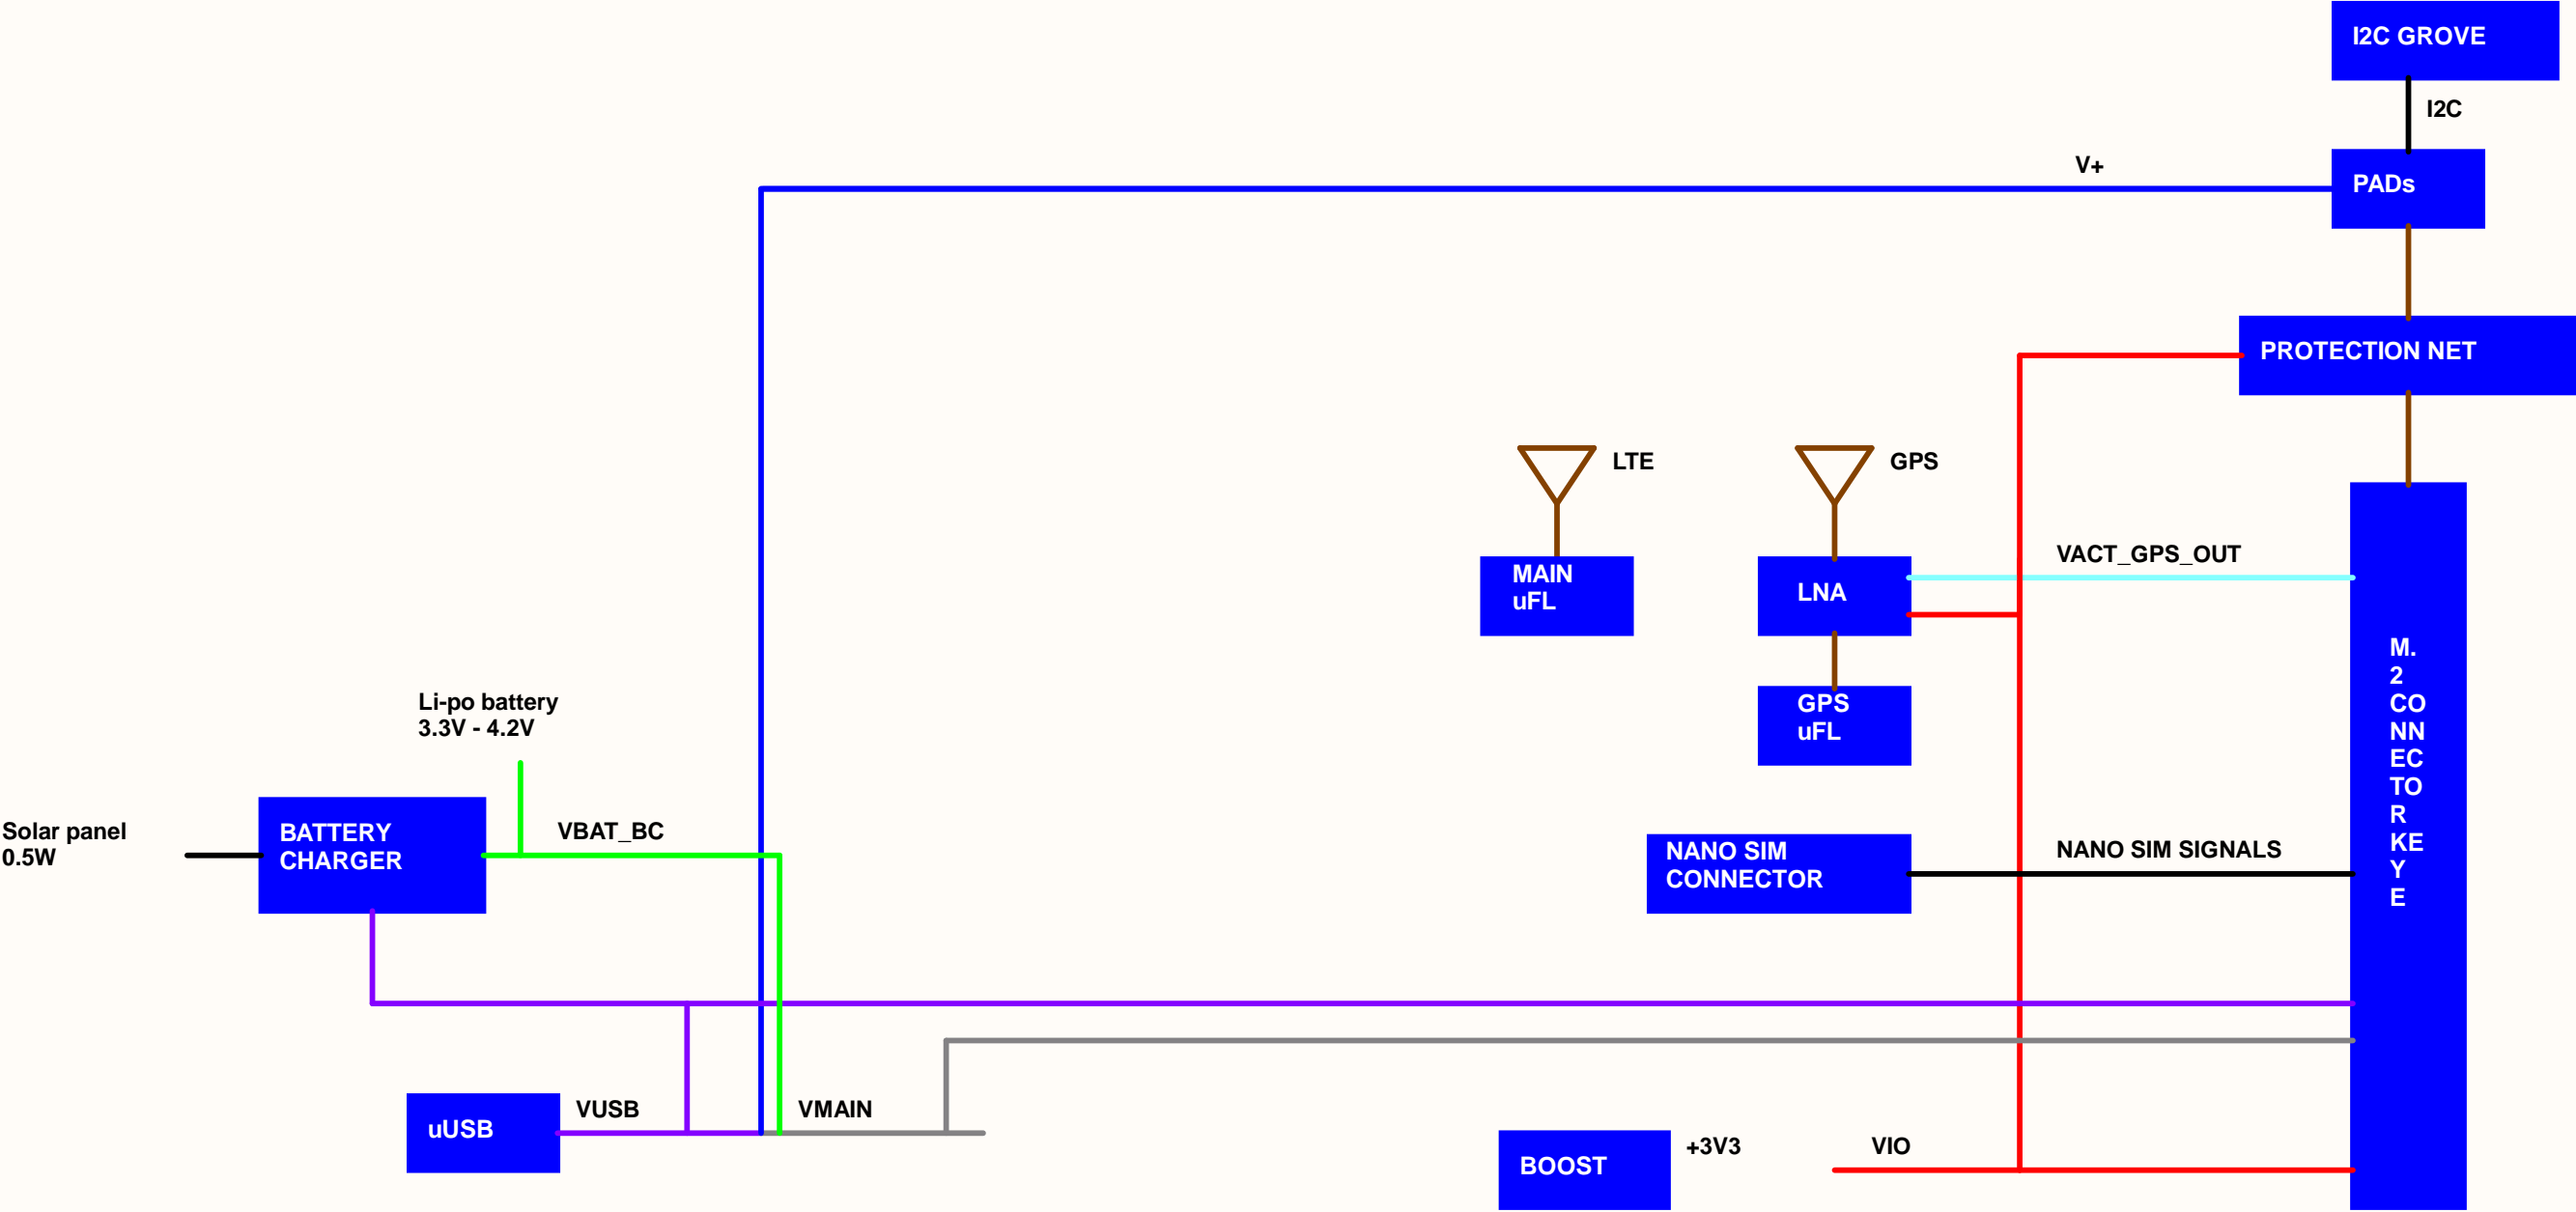 I2C GROVE
I2C
V+
PADs
PROTECTION NET
LTE
GPS
VACT_GPS_OUT
MAIN
uFL
LNA
M.
2
CO
NN
EC
TO
R
KE
Y
E
Li-po battery
3.3V - 4.2V
GPS
uFL
Solar panel
0.5W
BATTERY
CHARGER
VBAT_BC
NANO SIM
CONNECTOR
NANO SIM SIGNALS
uUSB
VUSB
VMAIN
BOOST
+3V3
VIO